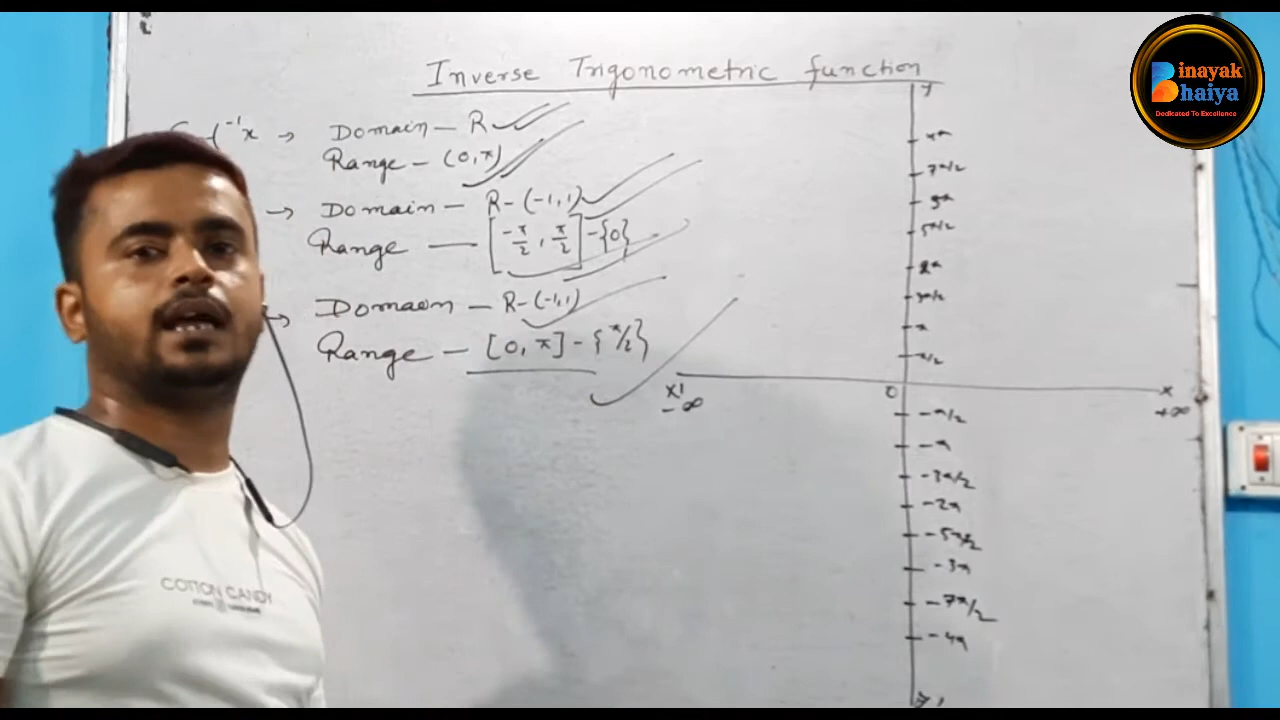 Inverse Trigonometric function
Cot⁻¹x → Domain – R
Range – (0, π)
→ Domain – R-(-1,1)
Range — [-π/2, π/2] - {0}
→ Domain – R-(-1,1)
Range – [0, π] - {π/2}
y
4π
7π/2
3π
5π/2
2π
3π/2
π
π/2
X' O X
-∞ +∞
-π/2
-π
-3π/2
-2π
-5π/2
-3π
-7π/2
-4π
COTTON CANDY
Binayak
Bhaiya
Dedicated To Excellence